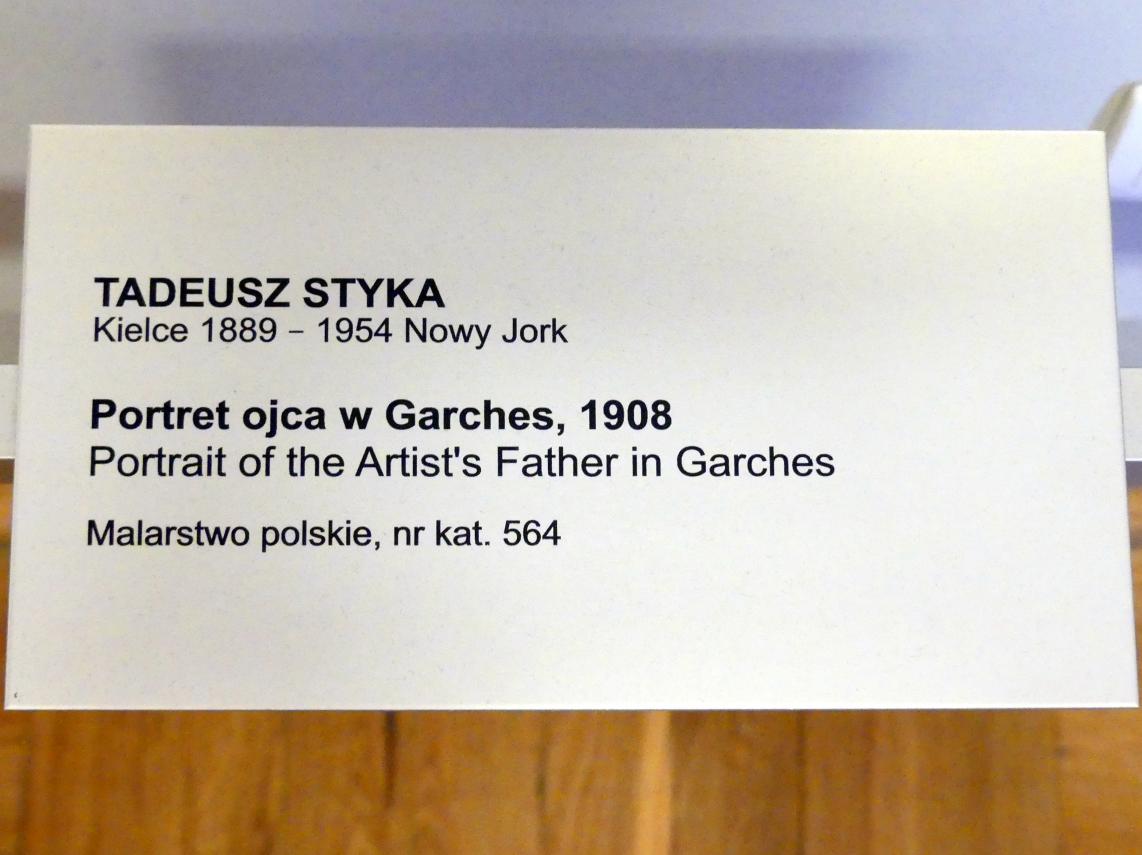 TADEUSZ STYKA
Kielce 1889 – 1954 Nowy Jork
Portret ojca w Garches, 1908
Portrait of the Artist's Father in Garches
Malarstwo polskie, nr kat. 564